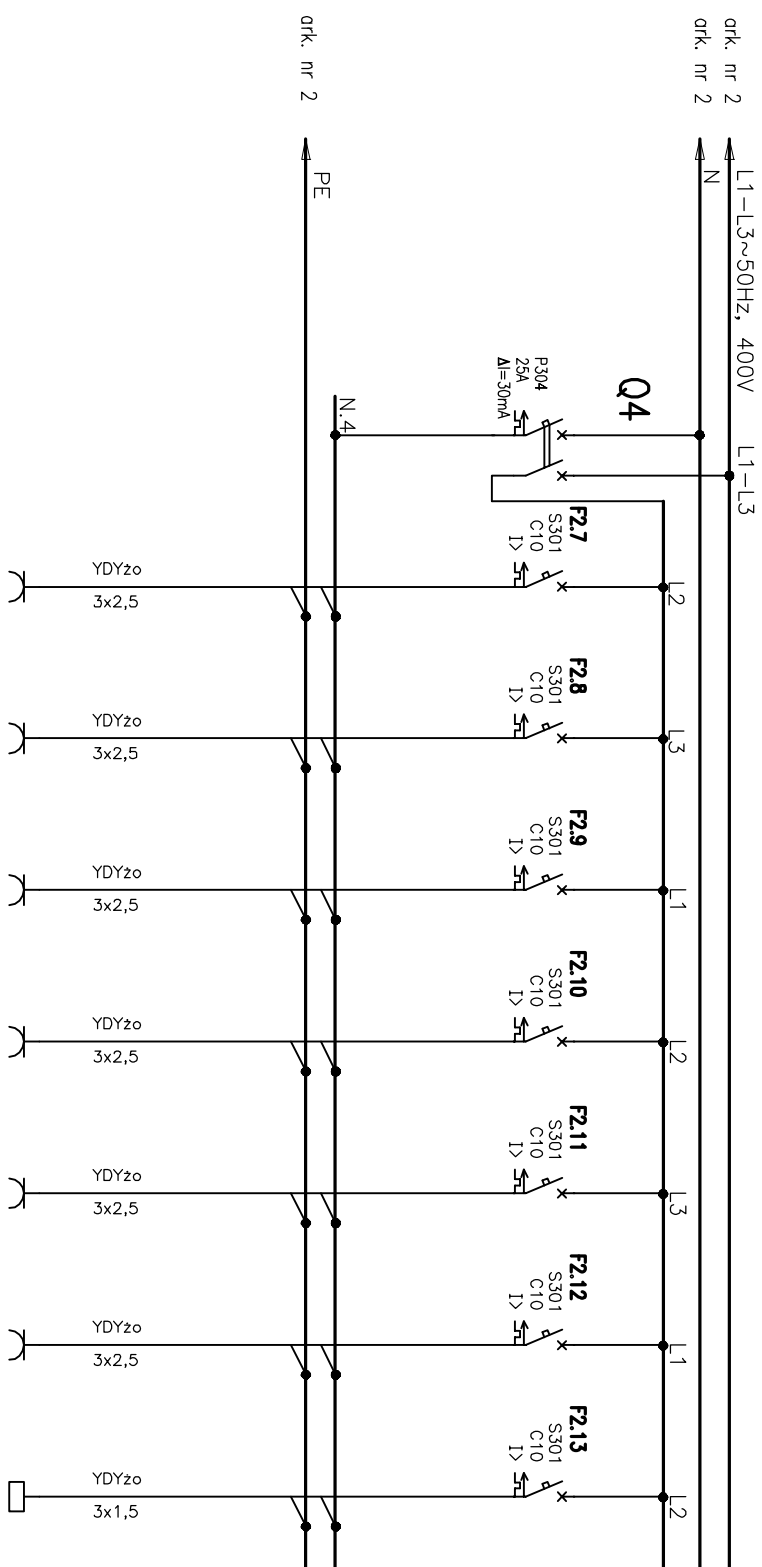 ark. nr 2
L1-L3~50Hz, 400V
L1-L3
ark. nr 2
N
Q4
P304
25A
ΔI=30mA
N.4
ark. nr 2
PE
L2
F2.7
S301
C10
I>
YDYżo
3x2,5
L3
F2.8
S301
C10
I>
YDYżo
3x2,5
L1
F2.9
S301
C10
I>
YDYżo
3x2,5
L2
F2.10
S301
C10
I>
YDYżo
3x2,5
L3
F2.11
S301
C10
I>
YDYżo
3x2,5
L1
F2.12
S301
C10
I>
YDYżo
3x2,5
L2
F2.13
S301
C10
I>
YDYżo
3x1,5